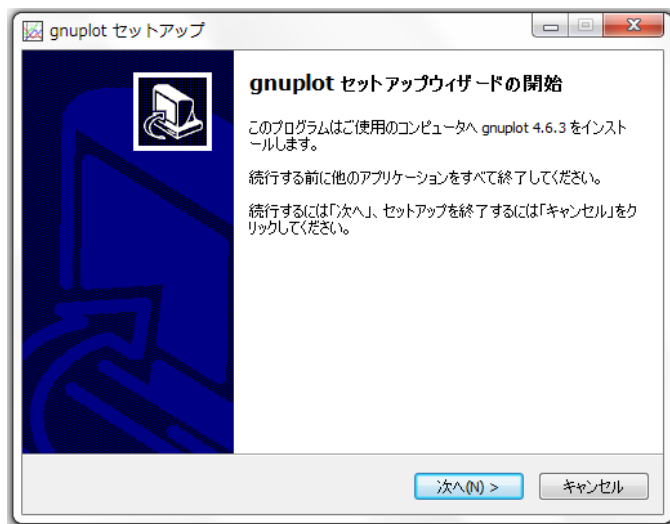 gnuplot セットアップ
gnuplot セットアップウィザードの開始
このプログラムはご使用のコンピュータへ gnuplot 4.6.3 をインスト
ールします。
続行する前に他のアプリケーションをすべて終了してください。
続行するには「次へ」、セットアップを終了するには「キャンセル」をク
リックしてください。
次へ(N) >
キャンセル